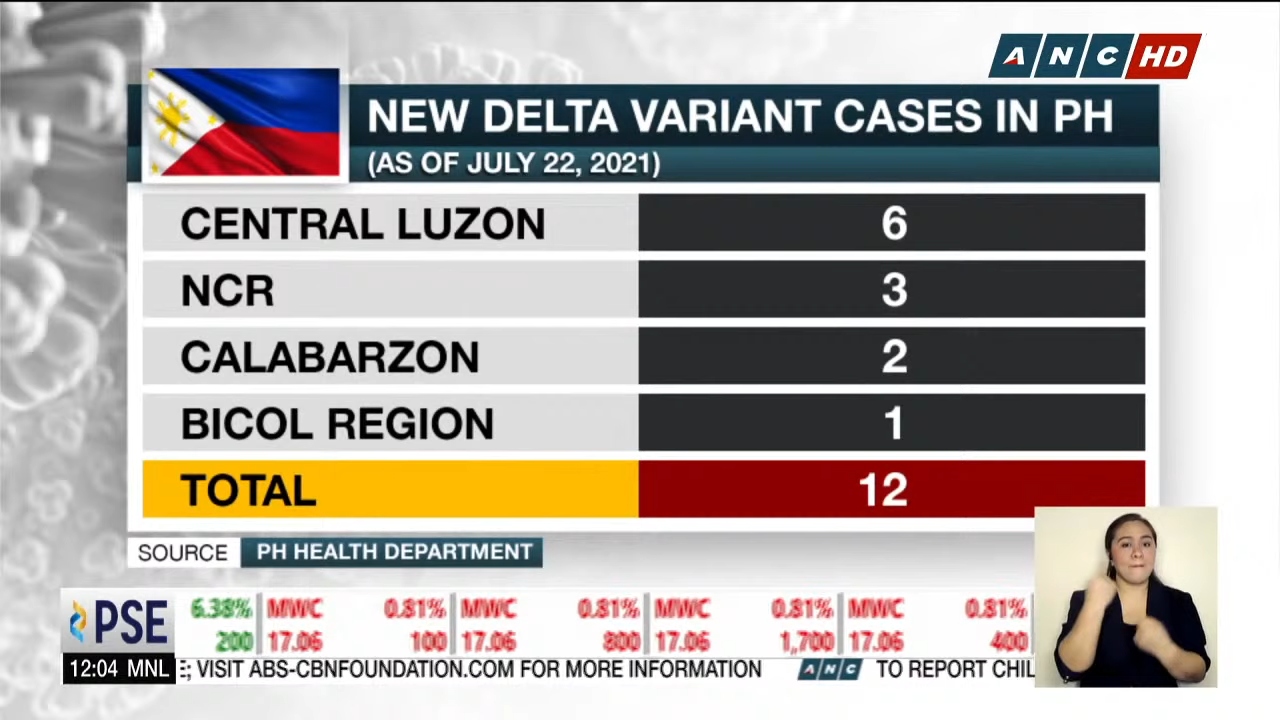 ANC HD
NEW DELTA VARIANT CASES IN PH
(AS OF JULY 22, 2021)
CENTRAL LUZON 6
NCR 3
CALABARZON 2
BICOL REGION 1
TOTAL 12
SOURCE PH HEALTH DEPARTMENT
PSE 6.38% MWC 0.81% MWC 0.81% MWC 0.81% MWC 0.81%
200 17.06 100 17.06 800 17.06 1,700 17.06 400
12:04 MNL E; VISIT ABS-CBNFOUNDATION.COM FOR MORE INFORMATION ANC TO REPORT CHIL